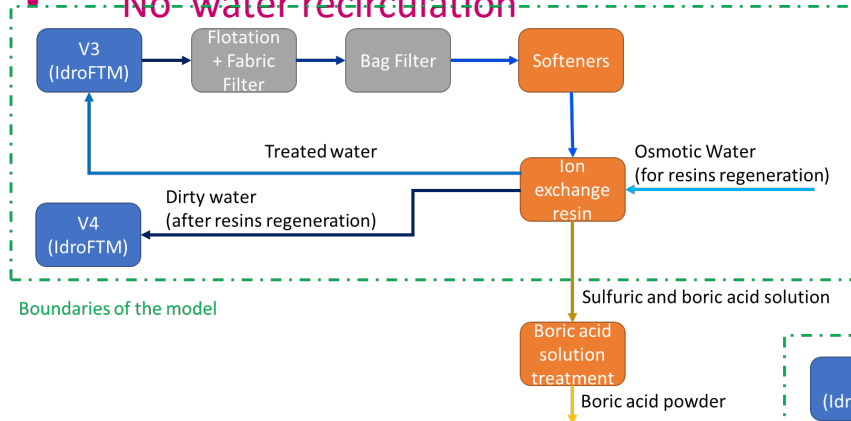 No water recirculation
V3
(IdroFTM)
Flotation
+ Fabric
Filter
Bag Filter
Softeners
Treated water
Ion
exchange
resin
Osmotic Water
(for resins regeneration)
Dirty water
(after resins regeneration)
V4
(IdroFTM)
Boundaries of the model
Sulfuric and boric acid solution
Boric acid
solution
treatment
Boric acid powder